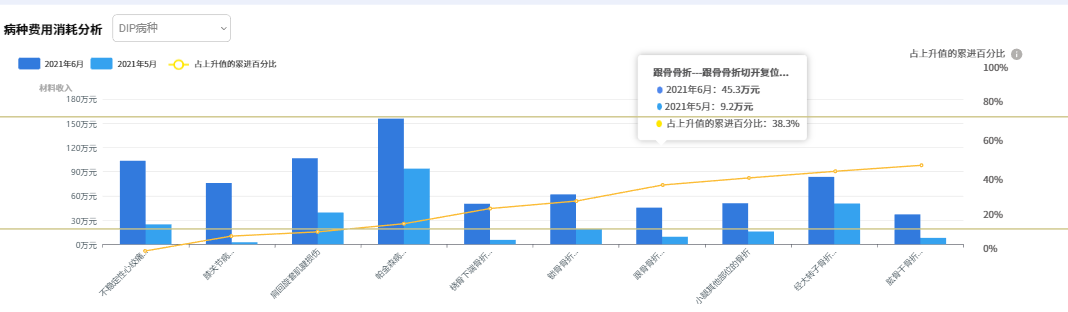 病种费用消耗分析
DIP病种
2021年6月
2021年5月
占上升值的累进百分比
占上升值的累进百分比
材料收入
180万元
150万元
120万元
90万元
60万元
30万元
0万元
100%
80%
60%
40%
20%
0%
跟骨骨折---跟骨骨折切开复位...
2021年6月：45.3万元
2021年5月：9.2万元
占上升值的累进百分比：38.3%
不稳定性心绞痛
膝关节病...
肩回旋套肌腱损伤
帕金森病...
桡骨下端骨折...
骨骨折...
跟骨骨折...
小腿其他部位的骨折
经大转子骨折...
肱骨干骨折...